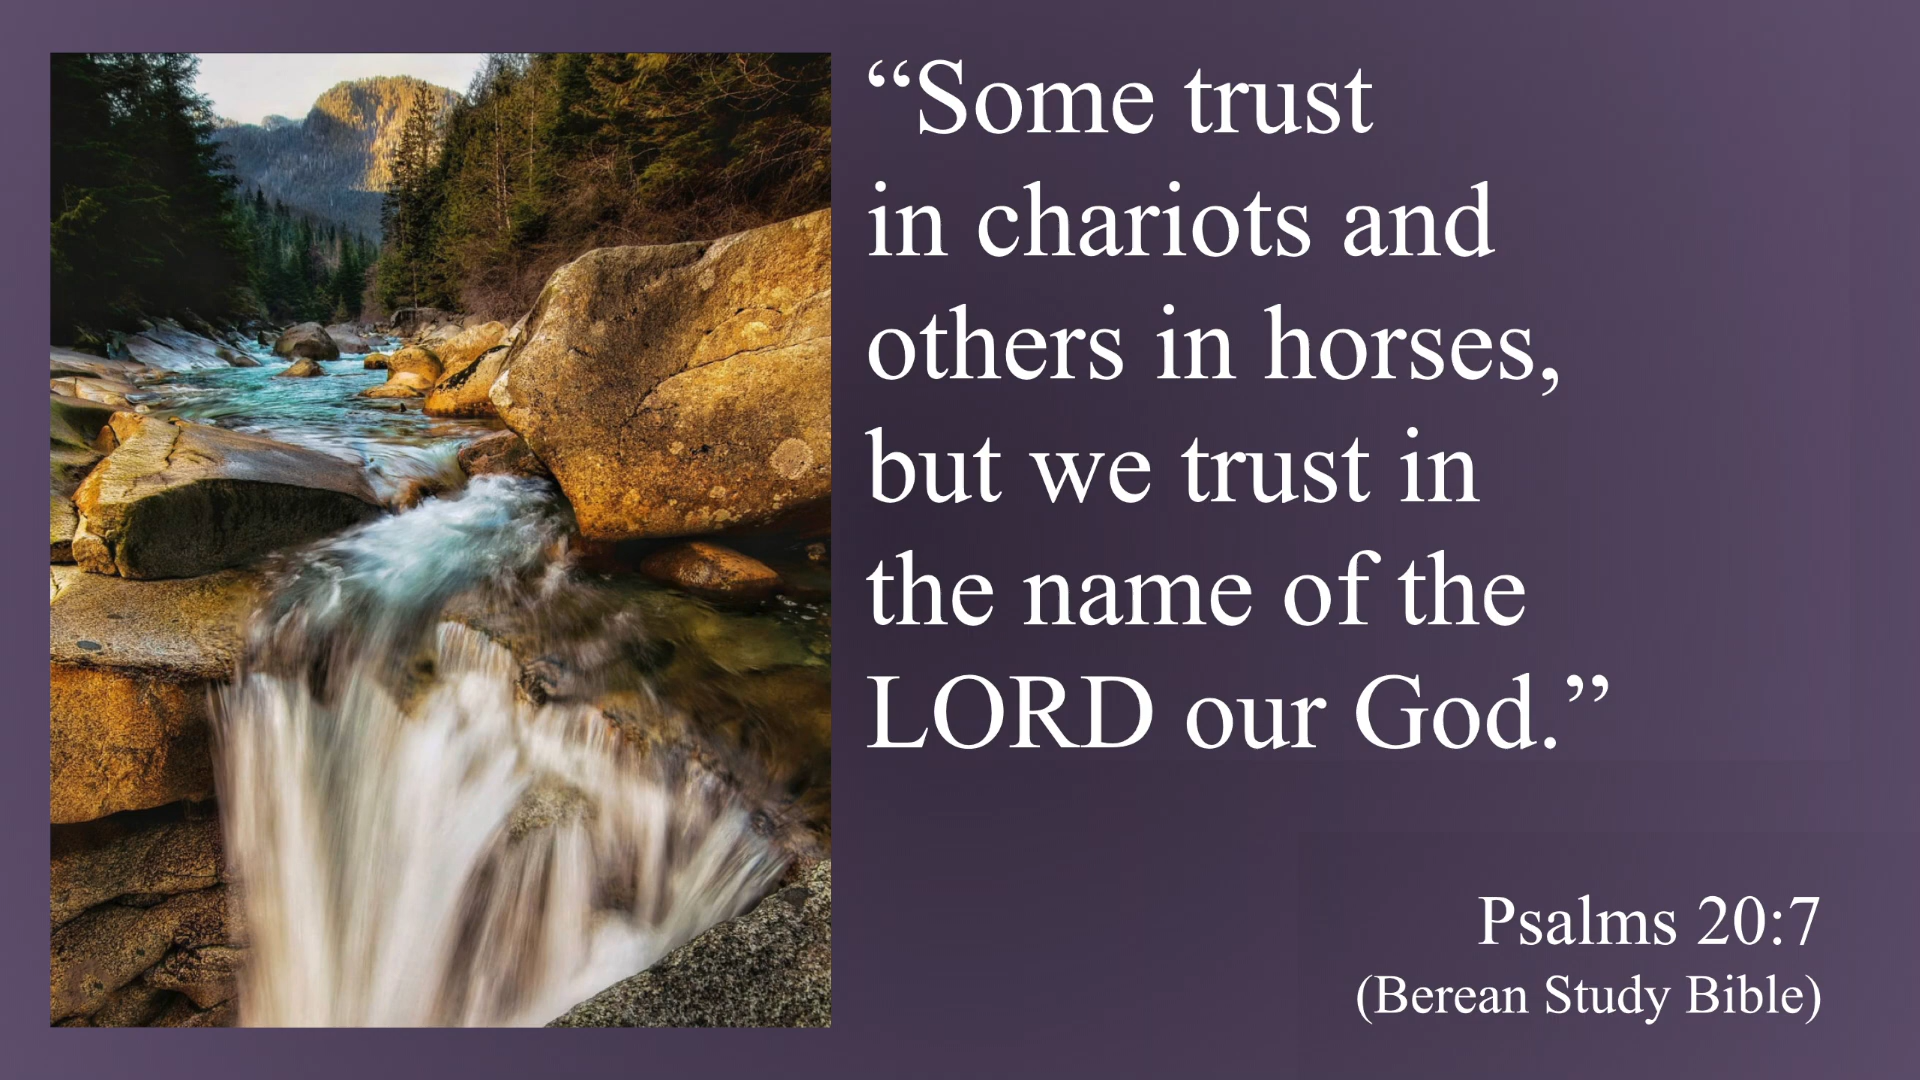 “Some trust
in chariots and
others in horses,
but we trust in
the name of the
LORD our God.”
Psalms 20:7
(Berean Study Bible)